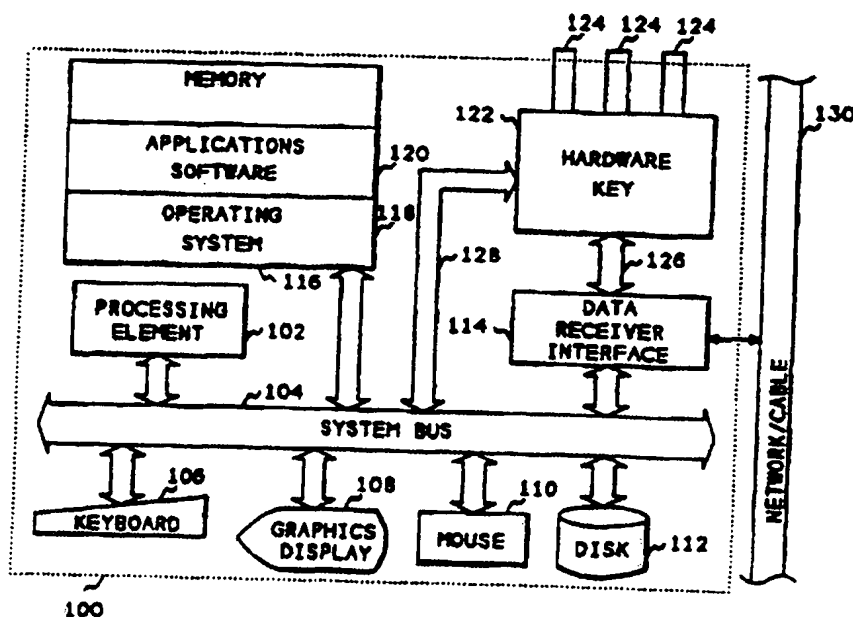 124 124 124
MEMORY
122
130
APPLICATIONS
SOFTWARE
120
HARDWARE
KEY
OPERATING
SYSTEM
118
116
128
126
PROCESSING
ELEMENT
102
114
DATA
RECEIVER
INTERFACE
104
SYSTEM BUS
NETWORK/CABLE
106
KEYBOARD
108
GRAPHICS
DISPLAY
110
MOUSE
DISK
112
100